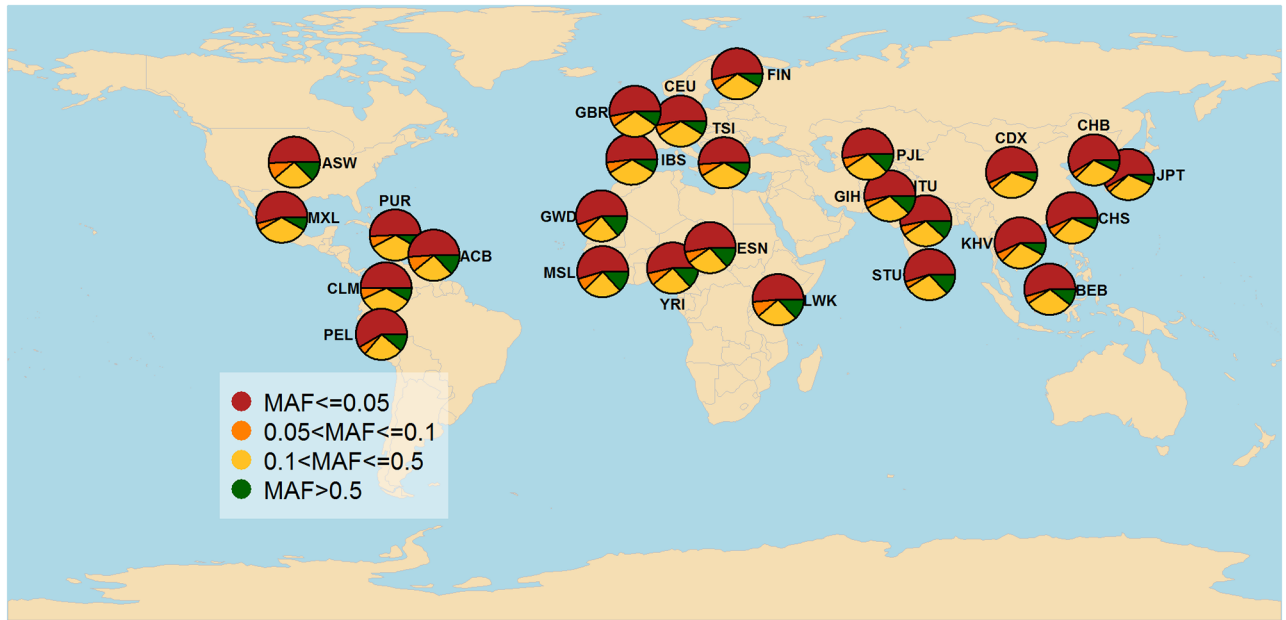 FIN
CEU
GBR
TSI
CHB
CDX
IBS
PJL
JPT
ASW
ITU
GIH
PUR
MXL
GWD
CHS
KHV
ESN
ACB
MSL
STU
CLM
BEB
YRI
LWK
PEL
MAF<=0.05
0.05<MAF<=0.1
0.1<MAF<=0.5
MAF>0.5